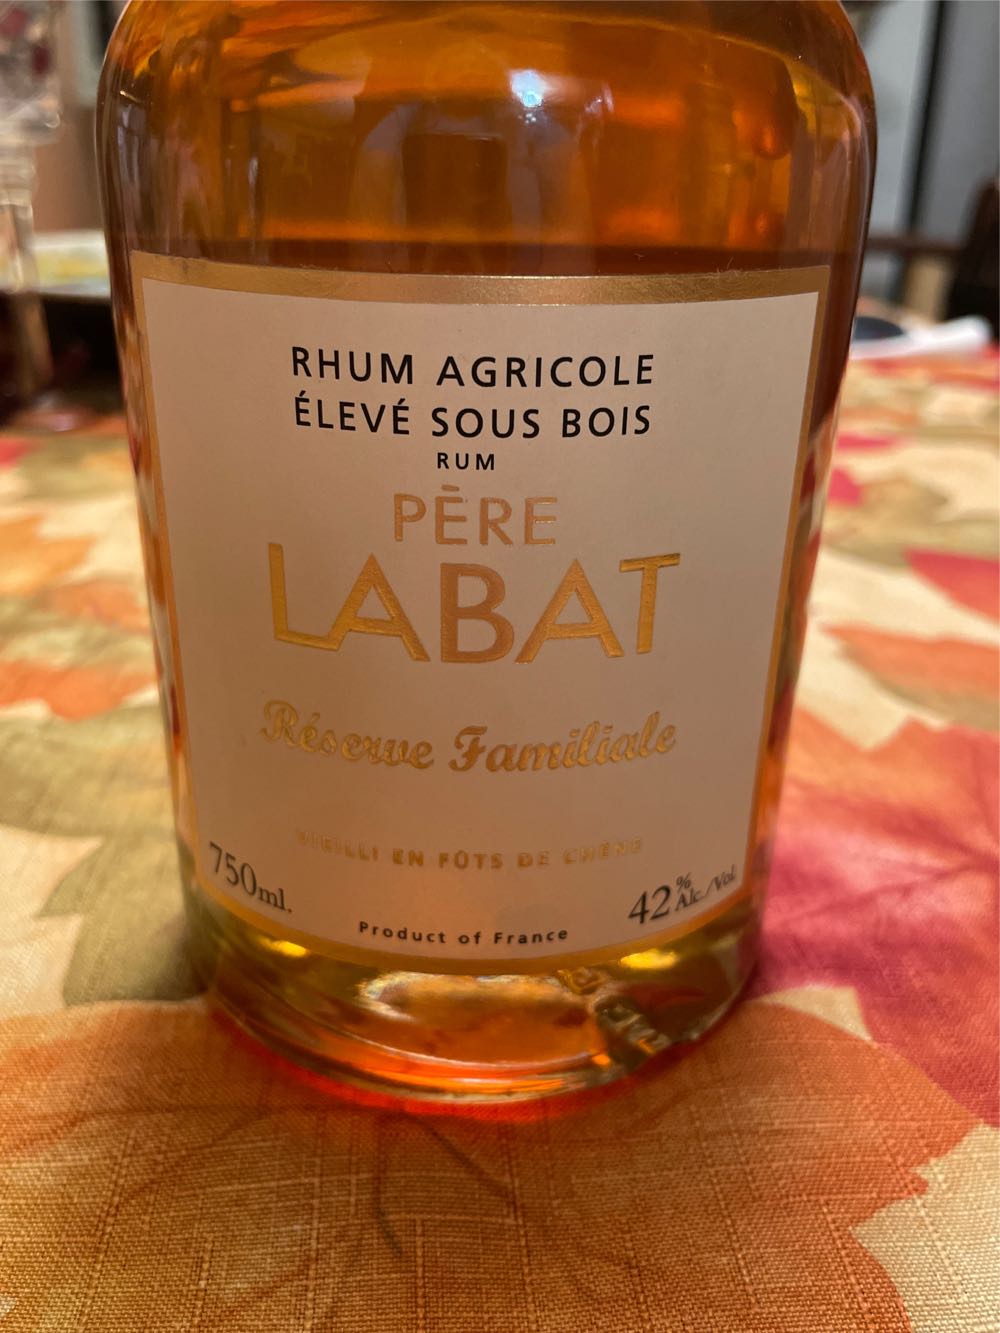 RHUM AGRICOLE
ÉLEVÉ SOUS BOIS
RUM
PÈRE
LABAT
Réserve Familiale
VIEILLI EN FÛTS DE CHÊNE
750ml.
42% Alc./Vol.
Product of France